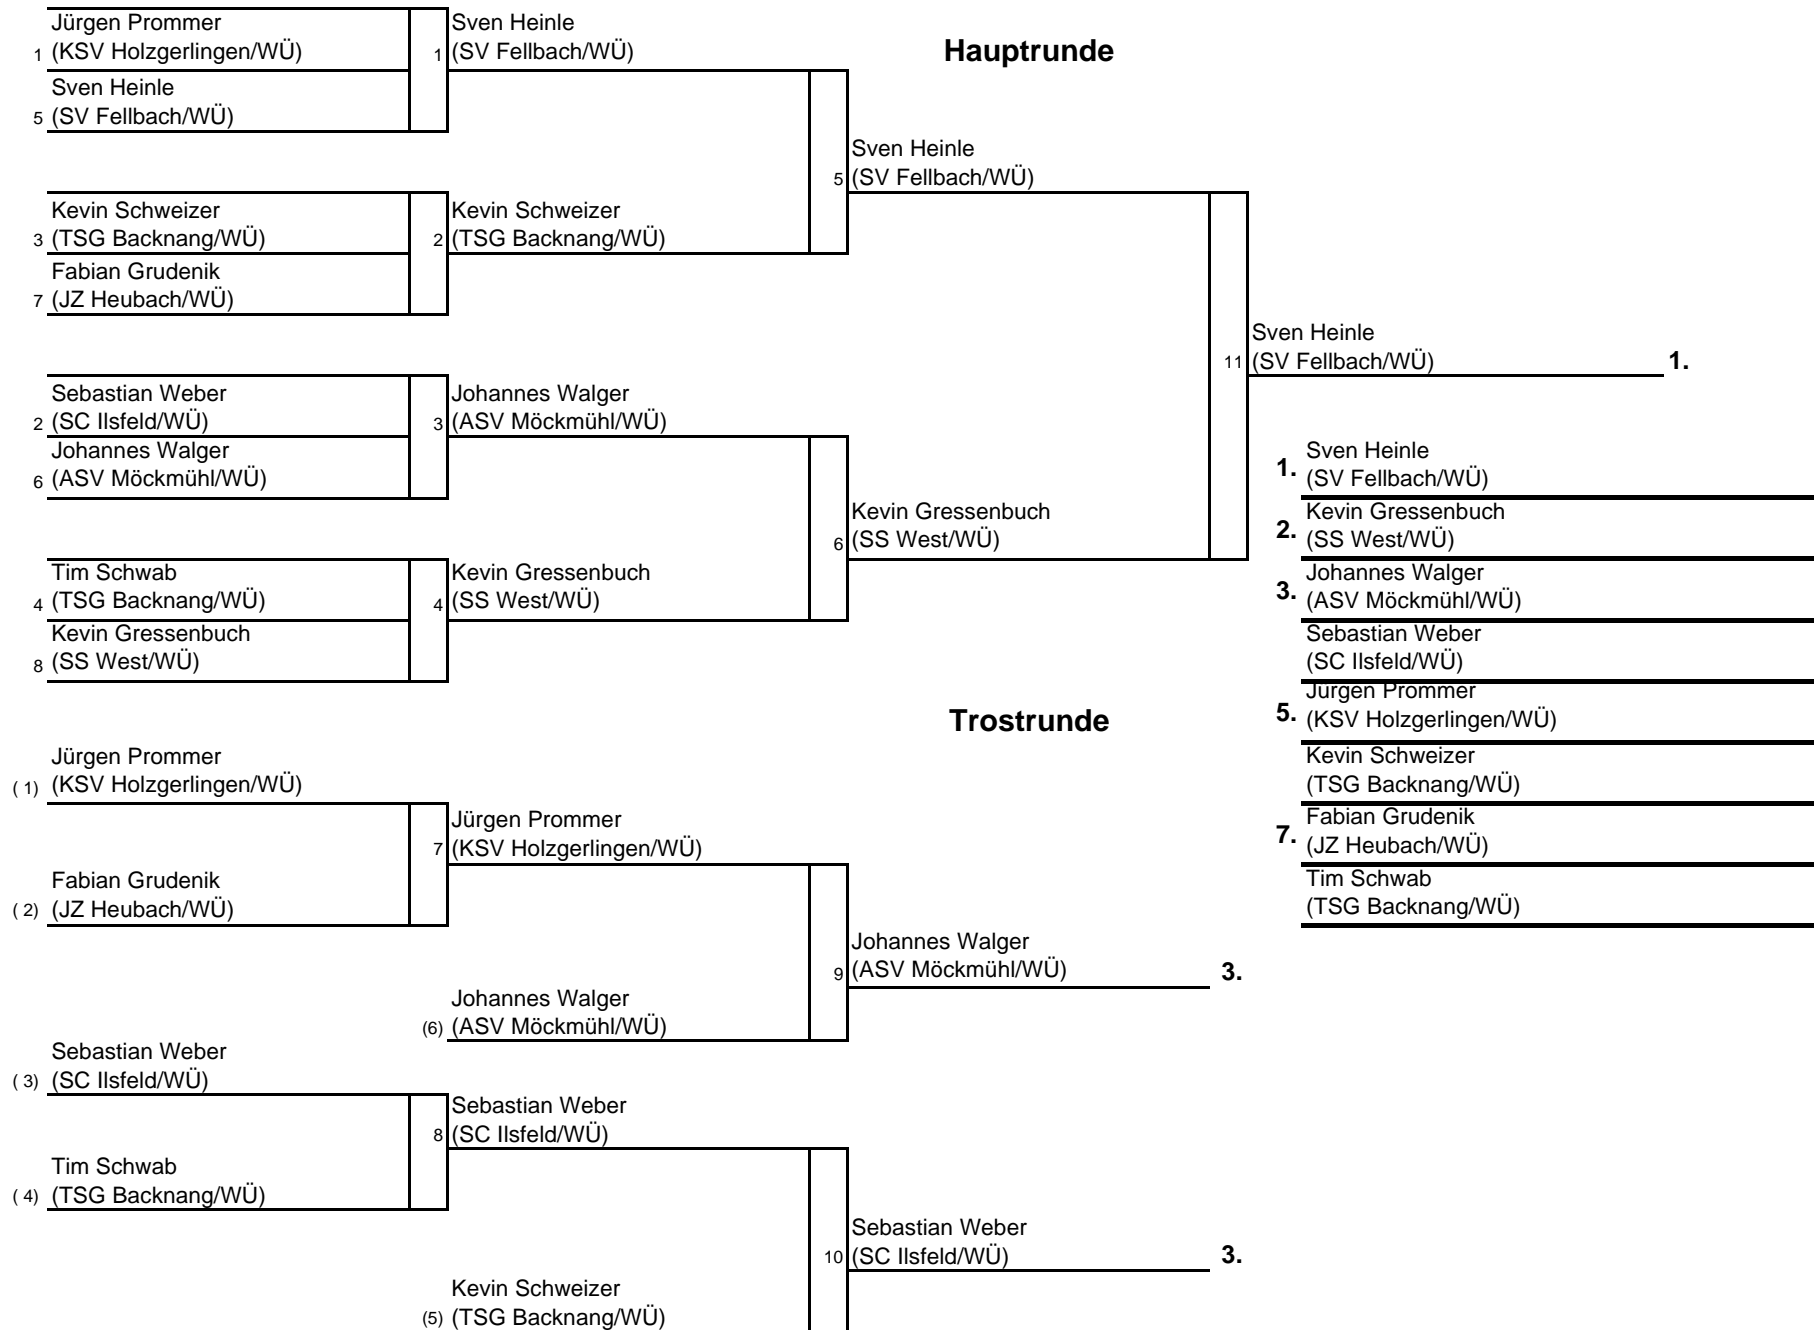 Hauptrunde
Jürgen Prommer
1 (KSV Holzgerlingen/WÜ)
Sven Heinle
5 (SV Fellbach/WÜ)
Kevin Schweizer
3 (TSG Backnang/WÜ)
Fabian Grudenik
7 (JZ Heubach/WÜ)
Sebastian Weber
2 (SC Ilsfeld/WÜ)
Johannes Walger
6 (ASV Möckmühl/WÜ)
Tim Schwab
4 (TSG Backnang/WÜ)
Kevin Gressenbuch
8 (SS West/WÜ)
Sven Heinle
1 (SV Fellbach/WÜ)
Kevin Schweizer
2 (TSG Backnang/WÜ)
Johannes Walger
3 (ASV Möckmühl/WÜ)
Kevin Gressenbuch
4 (SS West/WÜ)
Sven Heinle
5 (SV Fellbach/WÜ)
Kevin Gressenbuch
6 (SS West/WÜ)
Sven Heinle
11 (SV Fellbach/WÜ) 1.
1. Sven Heinle
(SV Fellbach/WÜ)
2. Kevin Gressenbuch
(SS West/WÜ)
3. Johannes Walger
(ASV Möckmühl/WÜ)
Sebastian Weber
(SC Ilsfeld/WÜ)
5. Jürgen Prommer
(KSV Holzgerlingen/WÜ)
Kevin Schweizer
(TSG Backnang/WÜ)
7. Fabian Grudenik
(JZ Heubach/WÜ)
Tim Schwab
(TSG Backnang/WÜ)
Trostrunde
Jürgen Prommer
( 1) (KSV Holzgerlingen/WÜ)
Fabian Grudenik
( 2) (JZ Heubach/WÜ)
Sebastian Weber
( 3) (SC Ilsfeld/WÜ)
Tim Schwab
( 4) (TSG Backnang/WÜ)
Jürgen Prommer
7 (KSV Holzgerlingen/WÜ)
Johannes Walger
(6) (ASV Möckmühl/WÜ)
Sebastian Weber
8 (SC Ilsfeld/WÜ)
Kevin Schweizer
(5) (TSG Backnang/WÜ)
Johannes Walger
9 (ASV Möckmühl/WÜ) 3.
Sebastian Weber
10 (SC Ilsfeld/WÜ) 3.